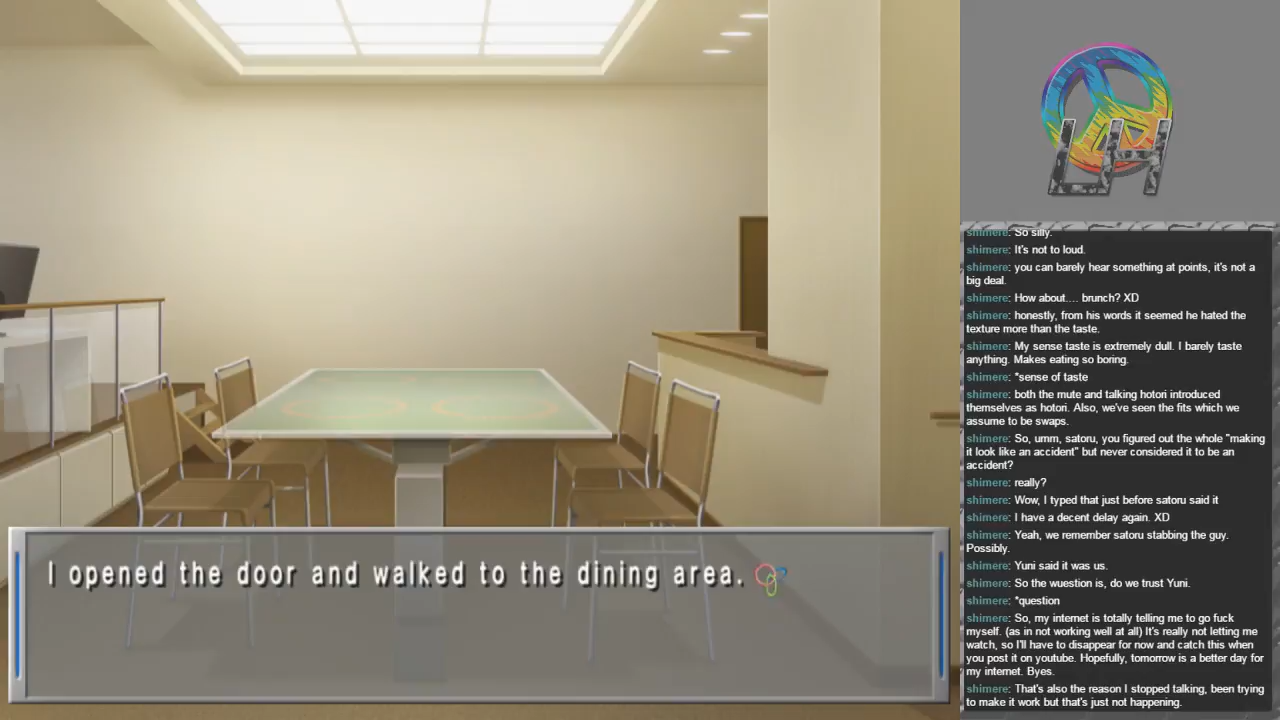 LH
shimere: So silly.
shimere: It's not to loud.
shimere: you can barely hear something at points, it's not a
big deal.
shimere: How about.... brunch? XD
shimere: honestly, from his words it seemed he hated the
texture more than the taste.
shimere: My sense taste is extremely dull. I barely taste
anything. Makes eating so boring.
shimere: *sense of taste
shimere: both the mute and talking hotori introduced
themselves as hotori. Also, we've seen the fits which we
assume to be swaps.
shimere: So, umm, satoru, you figured out the whole "making
it look like an accident" but never considered it to be an
accident?
shimere: really?
shimere: Wow, I typed that just before satoru said it
shimere: I have a decent delay again. XD
shimere: Yeah, we remember satoru stabbing the guy.
Possibly.
shimere: Yuni said it was us.
shimere: So the wuestion is, do we trust Yuni.
shimere: *question
shimere: So, my internet is totally telling me to go fuck
myself. (as in not working well at all) It's really not letting me
watch, so I'll have to disappear for now and catch this when
you post it on youtube. Hopefully, tomorrow is a better day for
my internet. Byes.
shimere: That's also the reason I stopped talking, been trying
to make it work but that's just not happening.
I opened the door and walked to the dining area.